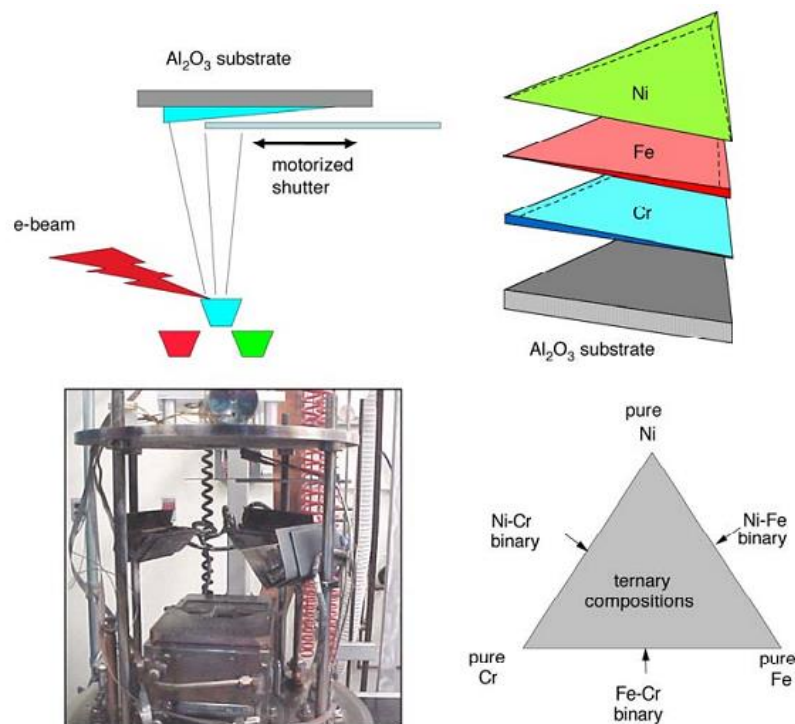 Al₂O₃ substrate
motorized
shutter
e-beam
Ni
Fe
Cr
Al₂O₃ substrate
pure
Ni
Ni-Cr
binary
Ni-Fe
binary
ternary
compositions
pure
Cr
pure
Fe
Fe-Cr
binary